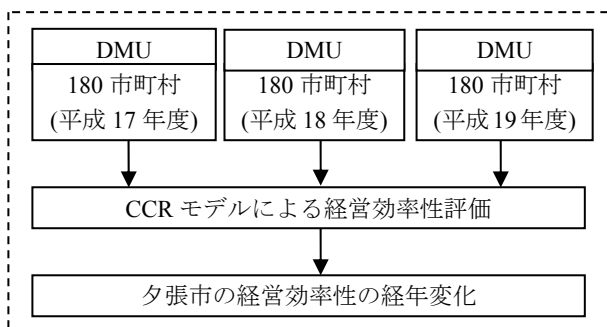 DMU
180 市町村
(平成 17 年度)
DMU
180 市町村
(平成 18 年度)
DMU
180 市町村
(平成 19 年度)
CCR モデルによる経営効率性評価
夕張市の経営効率性の経年変化